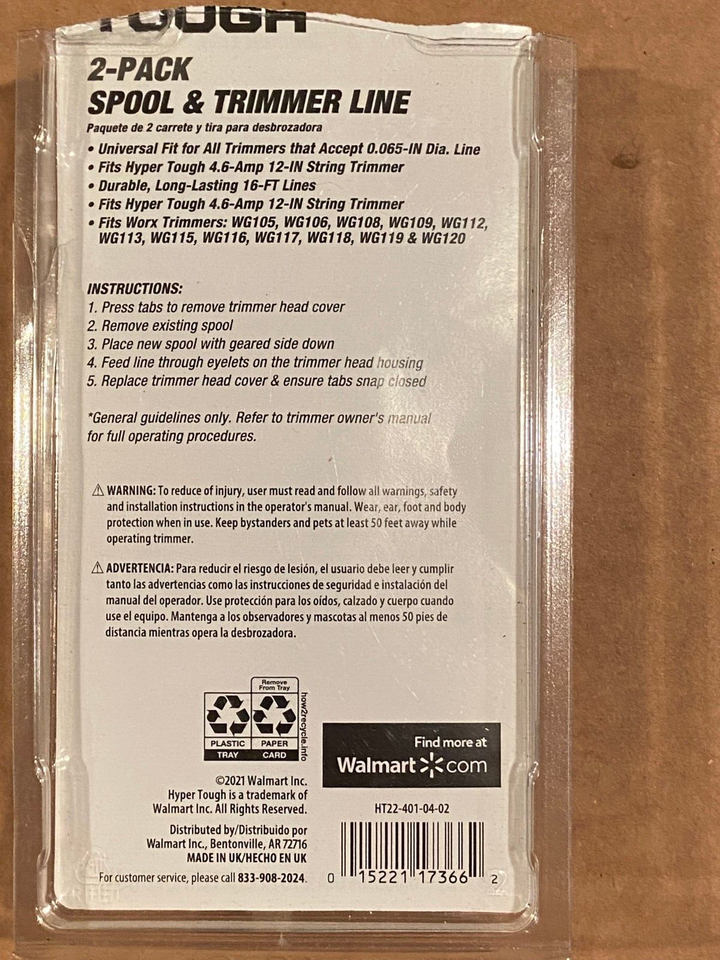 TOUGH
2-PACK
SPOOL & TRIMMER LINE
Paquete de 2 carrete y tira para desbrozadora
• Universal Fit for All Trimmers that Accept 0.065-IN Dia. Line
• Fits Hyper Tough 4.6-Amp 12-IN String Trimmer
• Durable, Long-Lasting 16-FT Lines
• Fits Hyper Tough 4.6-Amp 12-IN String Trimmer
• Fits Worx Trimmers: WG105, WG106, WG108, WG109, WG112,
WG113, WG115, WG116, WG117, WG118, WG119 & WG120
INSTRUCTIONS:
1. Press tabs to remove trimmer head cover
2. Remove existing spool
3. Place new spool with geared side down
4. Feed line through eyelets on the trimmer head housing
5. Replace trimmer head cover & ensure tabs snap closed
*General guidelines only. Refer to trimmer owner's manual
for full operating procedures.
⚠ WARNING: To reduce of injury, user must read and follow all warnings, safety
and installation instructions in the operator's manual. Wear, ear, foot and body
protection when in use. Keep bystanders and pets at least 50 feet away while
operating trimmer.
⚠ ADVERTENCIA: Para reducir el riesgo de lesión, el usuario debe leer y cumplir
tanto las advertencias como las instrucciones de seguridad e instalación del
manual del operador. Use protección para los oídos, calzado y cuerpo cuando
use el equipo. Mantenga a los observadores y mascotas al menos 50 pies de
distancia mientras opera la desbrozadora.
Remove
From Tray
PLASTIC PAPER
TRAY CARD
how2recycle.info
©2021 Walmart Inc.
Hyper Tough is a trademark of
Walmart Inc. All Rights Reserved.
Distributed by/Distribuido por
Walmart Inc., Bentonville, AR 72716
MADE IN UK/HECHO EN UK
For customer service, please call 833-908-2024.
Find more at
Walmart com
HT22-401-04-02
0 15221 17366 2